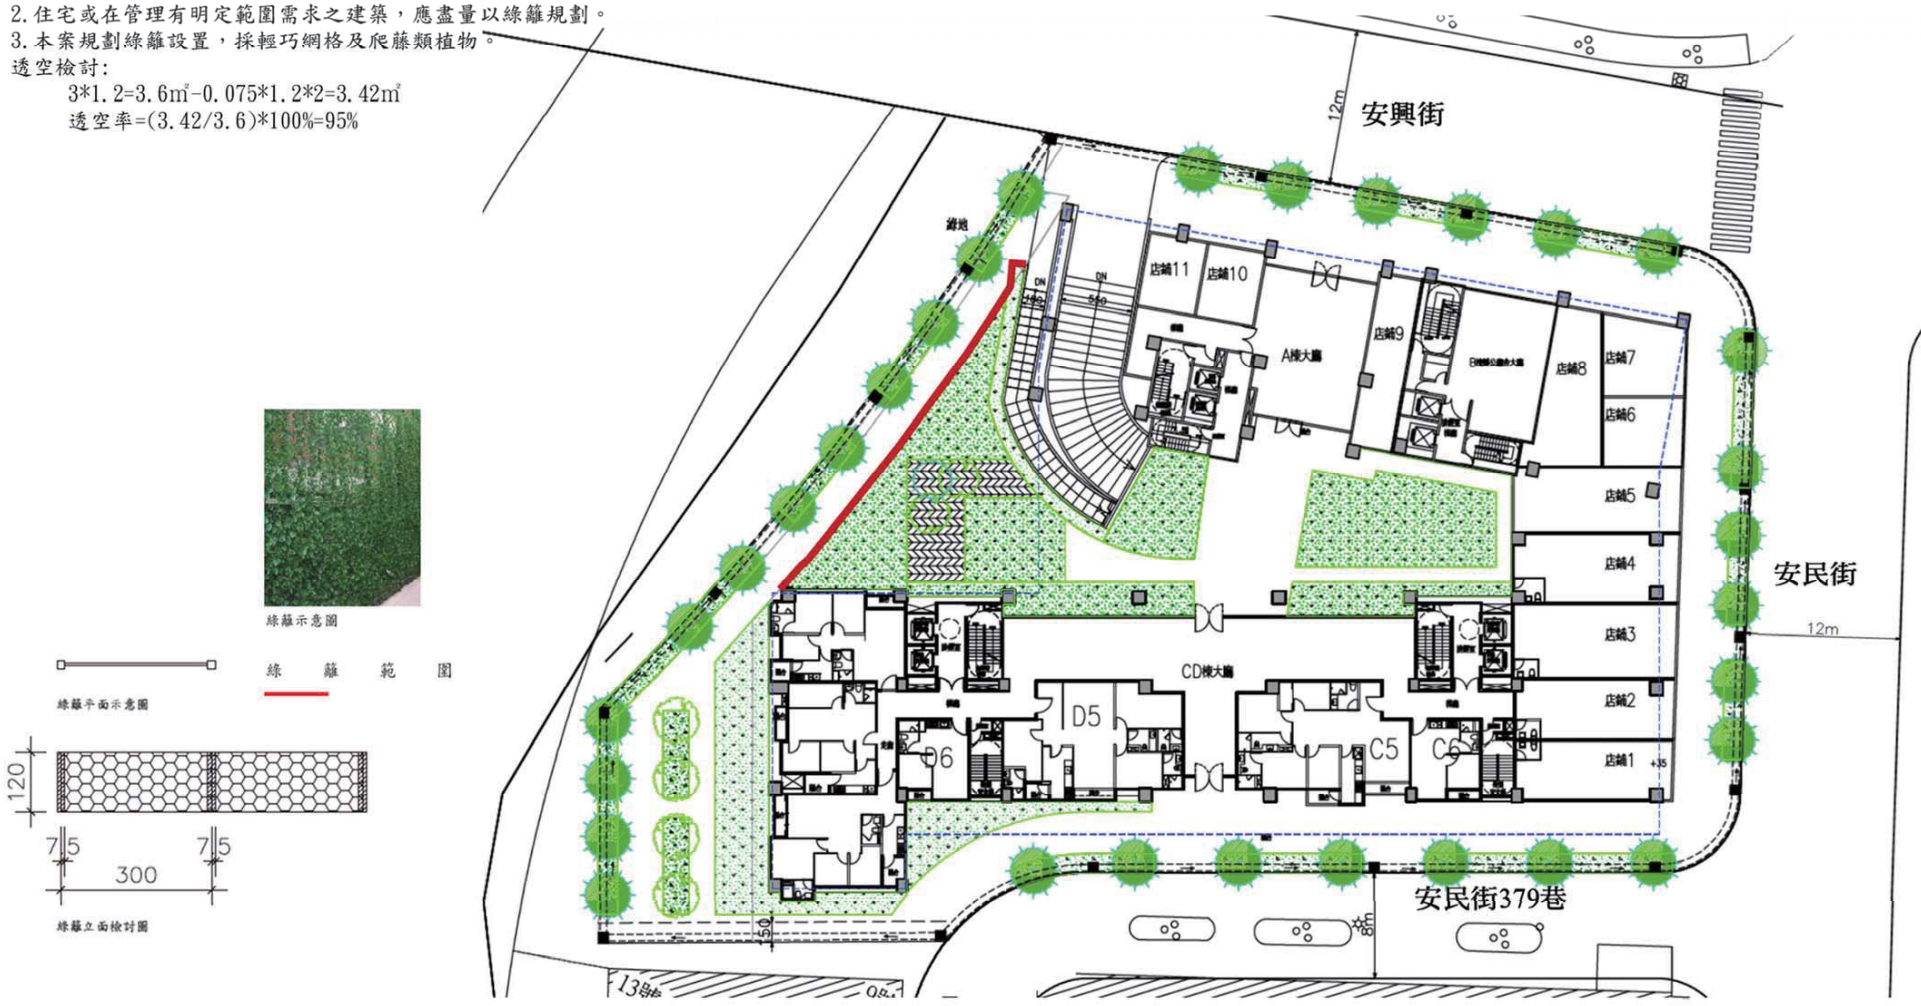 2.住宅或在管理有明定範圍需求之建築，應盡量以綠籬規劃。
3.本案規劃綠籬設置，採輕巧網格及爬藤類植物。
透空檢討:
3*1.2=3.6㎡-0.075*1.2*2=3.42㎡
透空率=(3.42/3.6)*100%=95%
12m
安興街
綠地
DN
DN
550
店鋪11
店鋪10
A棟大廳
店鋪9
店鋪8
店鋪7
店鋪6
店鋪5
店鋪4
安民街
12m
店鋪3
店鋪2
店鋪1
+35
CD棟大廳
D5
D6
C5
C6
綠籬示意圖
綠籬範圍
綠籬平面示意圖
120
7.5
7.5
300
綠籬立面檢討圖
安民街379巷
8m
150
13號
9號